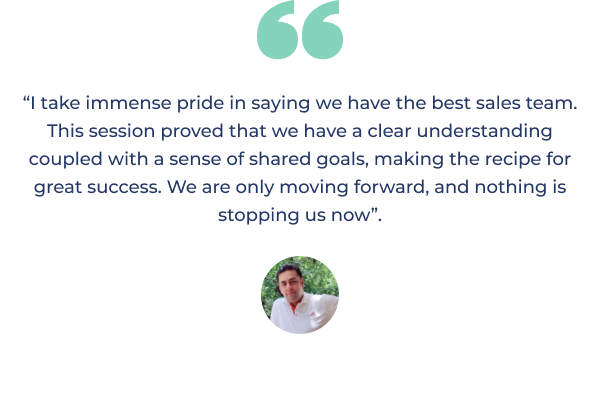 “I take immense pride in saying we have the best sales team.
This session proved that we have a clear understanding
coupled with a sense of shared goals, making the recipe for
great success. We are only moving forward, and nothing is
stopping us now”.